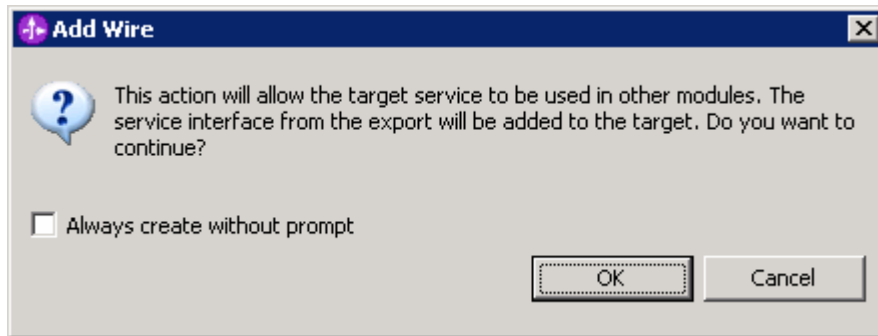 Add Wire
This action will allow the target service to be used in other modules. The
service interface from the export will be added to the target. Do you want to
continue?
Always create without prompt
OK
Cancel